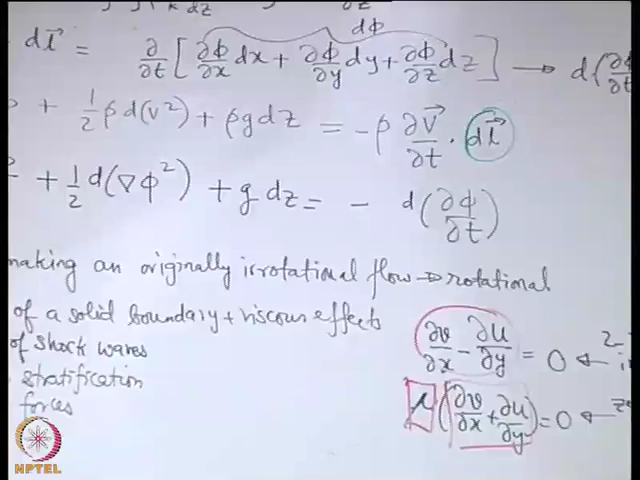 dl⃗ = ∂/∂t [∂ϕ/∂x dx + ∂ϕ/∂y dy + ∂ϕ/∂z dz] → d(∂ϕ/∂t
dϕ
+ 1/2 ρ d(v²) + ρg dz = -ρ ∂V⃗/∂t · dl⃗
+ 1/2 d(∇ϕ²) + g dz = - d(∂ϕ/∂t)
making an originally irrotational flow → rotational
of a solid boundary + viscous effects
of shock waves
stratification
forces
∂v/∂x - ∂u/∂y = 0 ← 2-
μ (∂v/∂x + ∂u/∂y) = 0 ←
NPTEL